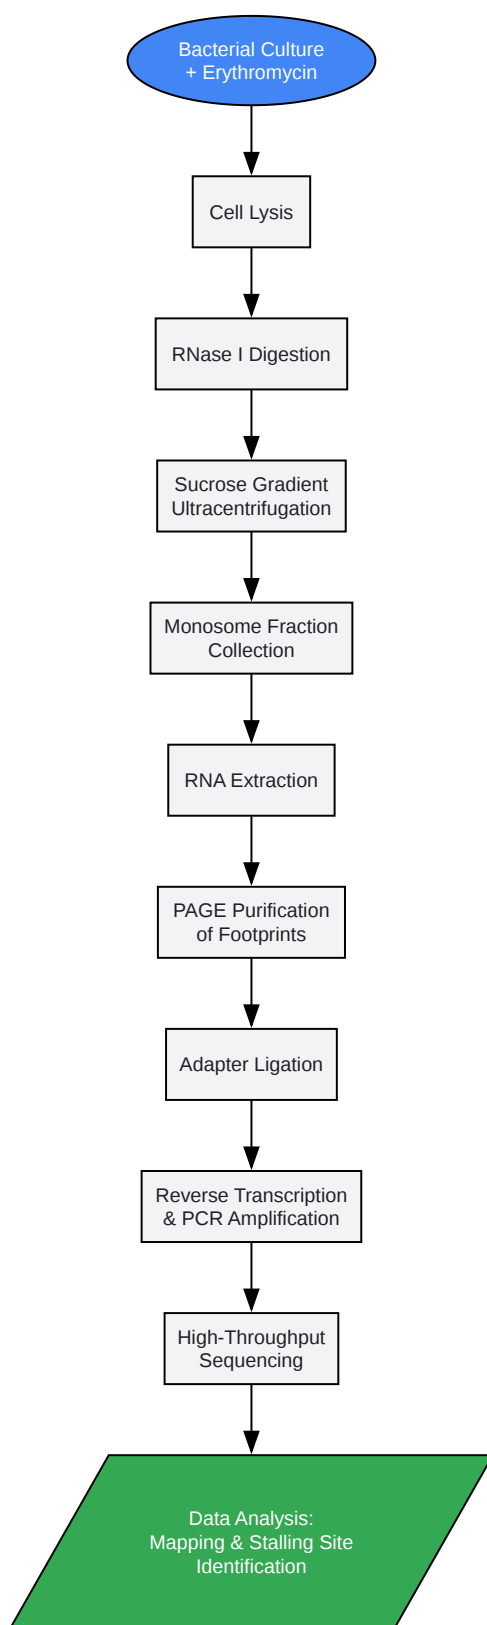 Bacterial Culture
+ Erythromycin
Cell Lysis
RNase I Digestion
Sucrose Gradient
Ultracentrifugation
Monosome Fraction
Collection
RNA Extraction
PAGE Purification
of Footprints
Adapter Ligation
Reverse Transcription
& PCR Amplification
High-Throughput
Sequencing
Data Analysis:
Mapping & Stalling Site
Identification